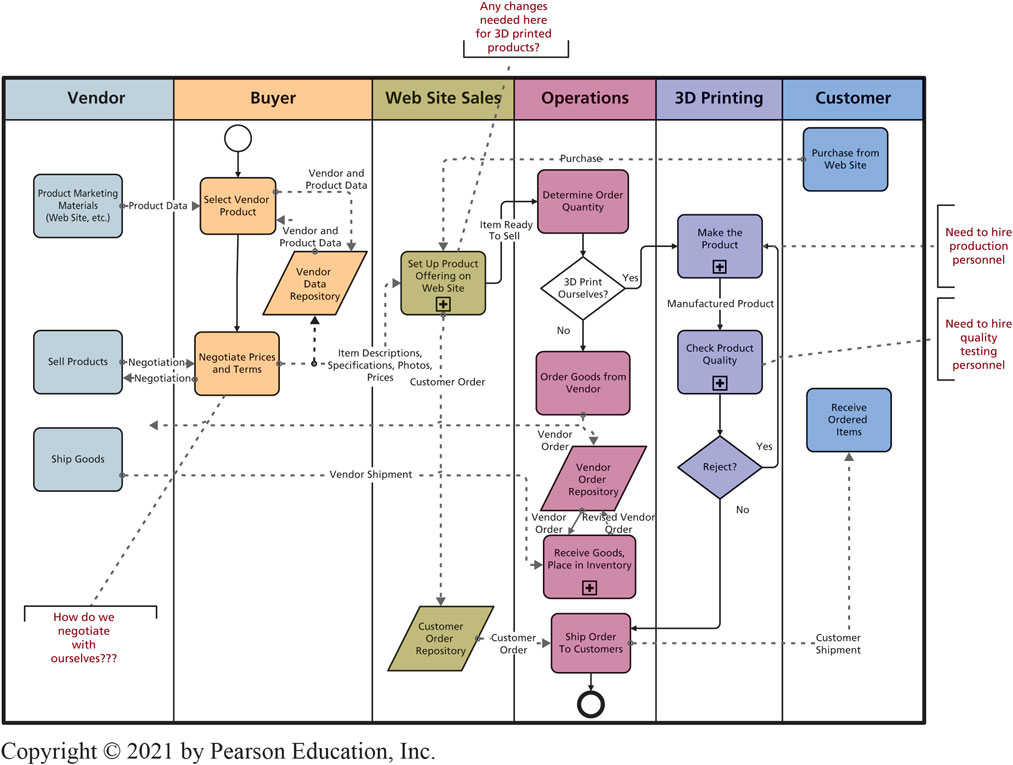 Any changes
needed here
for 3D printed
products?
Vendor
Buyer
Web Site Sales
Operations
3D Printing
Customer
Purchase from
Web Site
Purchase
Product Marketing
Materials
(Web Site, etc.)
Product Data
Select Vendor
Product
Vendor and
Product Data
Vendor and
Product Data
Vendor
Data
Repository
Set Up Product
Offering on
Web Site
Item Ready
To Sell
Determine Order
Quantity
3D Print
Ourselves?
Yes
No
Make the
Product
Manufactured Product
Need to hire
production
personnel
Sell Products
Negotiation
Negotiation
Negotiate Prices
and Terms
Item Descriptions,
Specifications, Photos,
Prices
Customer Order
Order Goods from
Vendor
Check Product
Quality
Need to hire
quality
testing
personnel
Receive
Ordered
Items
Ship Goods
Vendor Shipment
Vendor
Order
Vendor
Order
Repository
Reject?
Yes
No
Vendor
Order
Revised Vendor
Order
Receive Goods,
Place in Inventory
How do we
negotiate
with
ourselves???
Customer
Order
Repository
Customer
Order
Ship Order
To Customers
Customer
Shipment
Copyright © 2021 by Pearson Education, Inc.